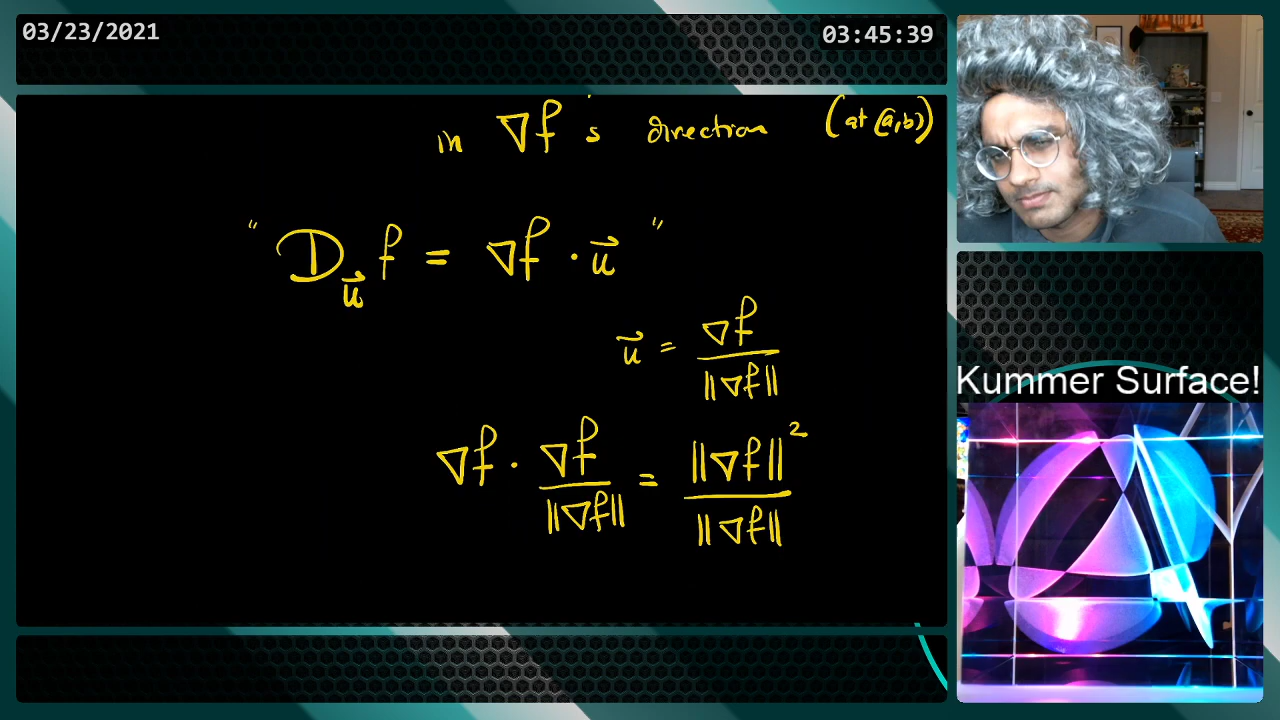 03/23/2021
03:45:39
in ∇f's direction (at (a,b))
"D_u⃗ f = ∇f · u⃗"
u⃗ = ∇f / ||∇f||
∇f · ∇f / ||∇f|| = ||∇f||² / ||∇f||
Kummer Surface!